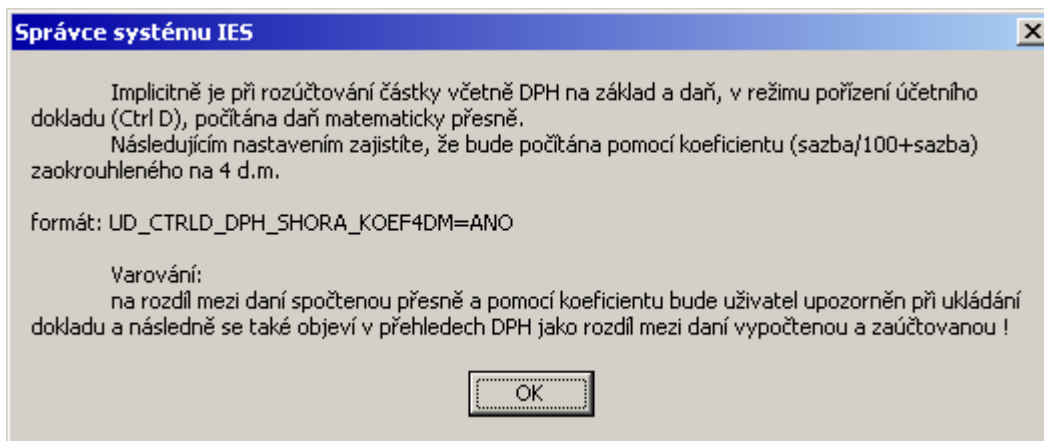 Správce systému IES
Implicitně je při rozúčtování částky včetně DPH na základ a daň, v režimu pořízení účetního
dokladu (Ctrl D), počítána daň matematicky přesně.
Následujícím nastavením zajistíte, že bude počítána pomocí koeficientu (sazba/100+sazba)
zaokrouhleného na 4 d.m.
formát: UD_CTRLD_DPH_SHORA_KOEF4DM=ANO
Varování:
na rozdíl mezi daní spočtenou přesně a pomocí koeficientu bude uživatel upozorněn při ukládání
dokladu a následně se také objeví v přehledech DPH jako rozdíl mezi daní vypočtenou a zaúčtovanou !
OK